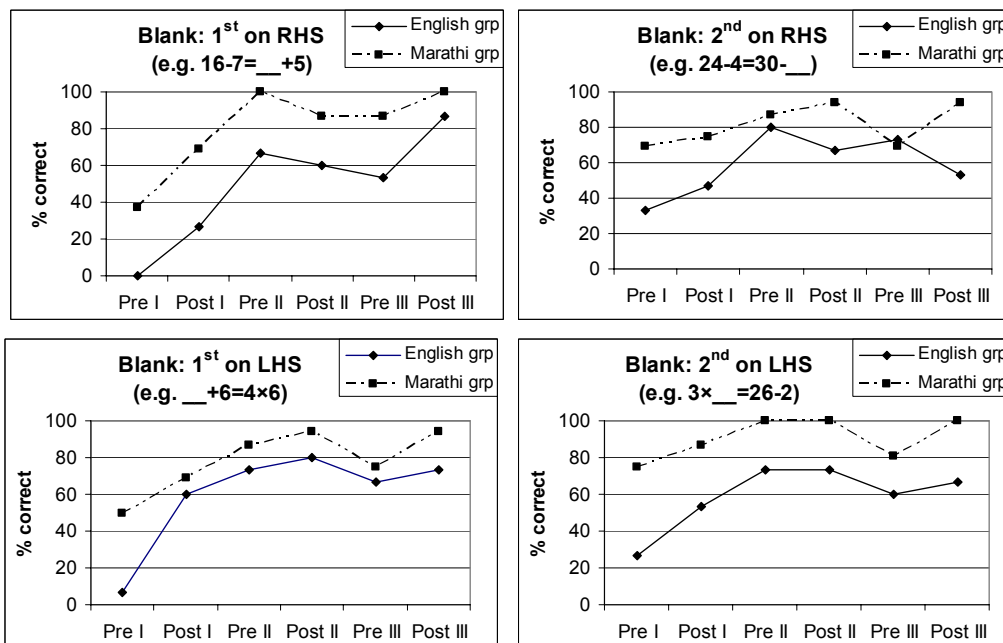 Blank: 1st on RHS
(e.g. 16-7=__+5)
English grp
Marathi grp
% correct
100
80
60
40
20
0
Pre I Post I Pre II Post II Pre III Post III
Blank: 2nd on RHS
(e.g. 24-4=30-__)
English grp
Marathi grp
% correct
100
80
60
40
20
0
Pre I Post I Pre II Post II Pre III Post III
Blank: 1st on LHS
(e.g. __+6=4×6)
English grp
Marathi grp
% correct
100
80
60
40
20
0
Pre I Post I Pre II Post II Pre III Post III
Blank: 2nd on LHS
(e.g. 3×__=26-2)
English grp
Marathi grp
% correct
100
80
60
40
20
0
Pre I Post I Pre II Post II Pre III Post III